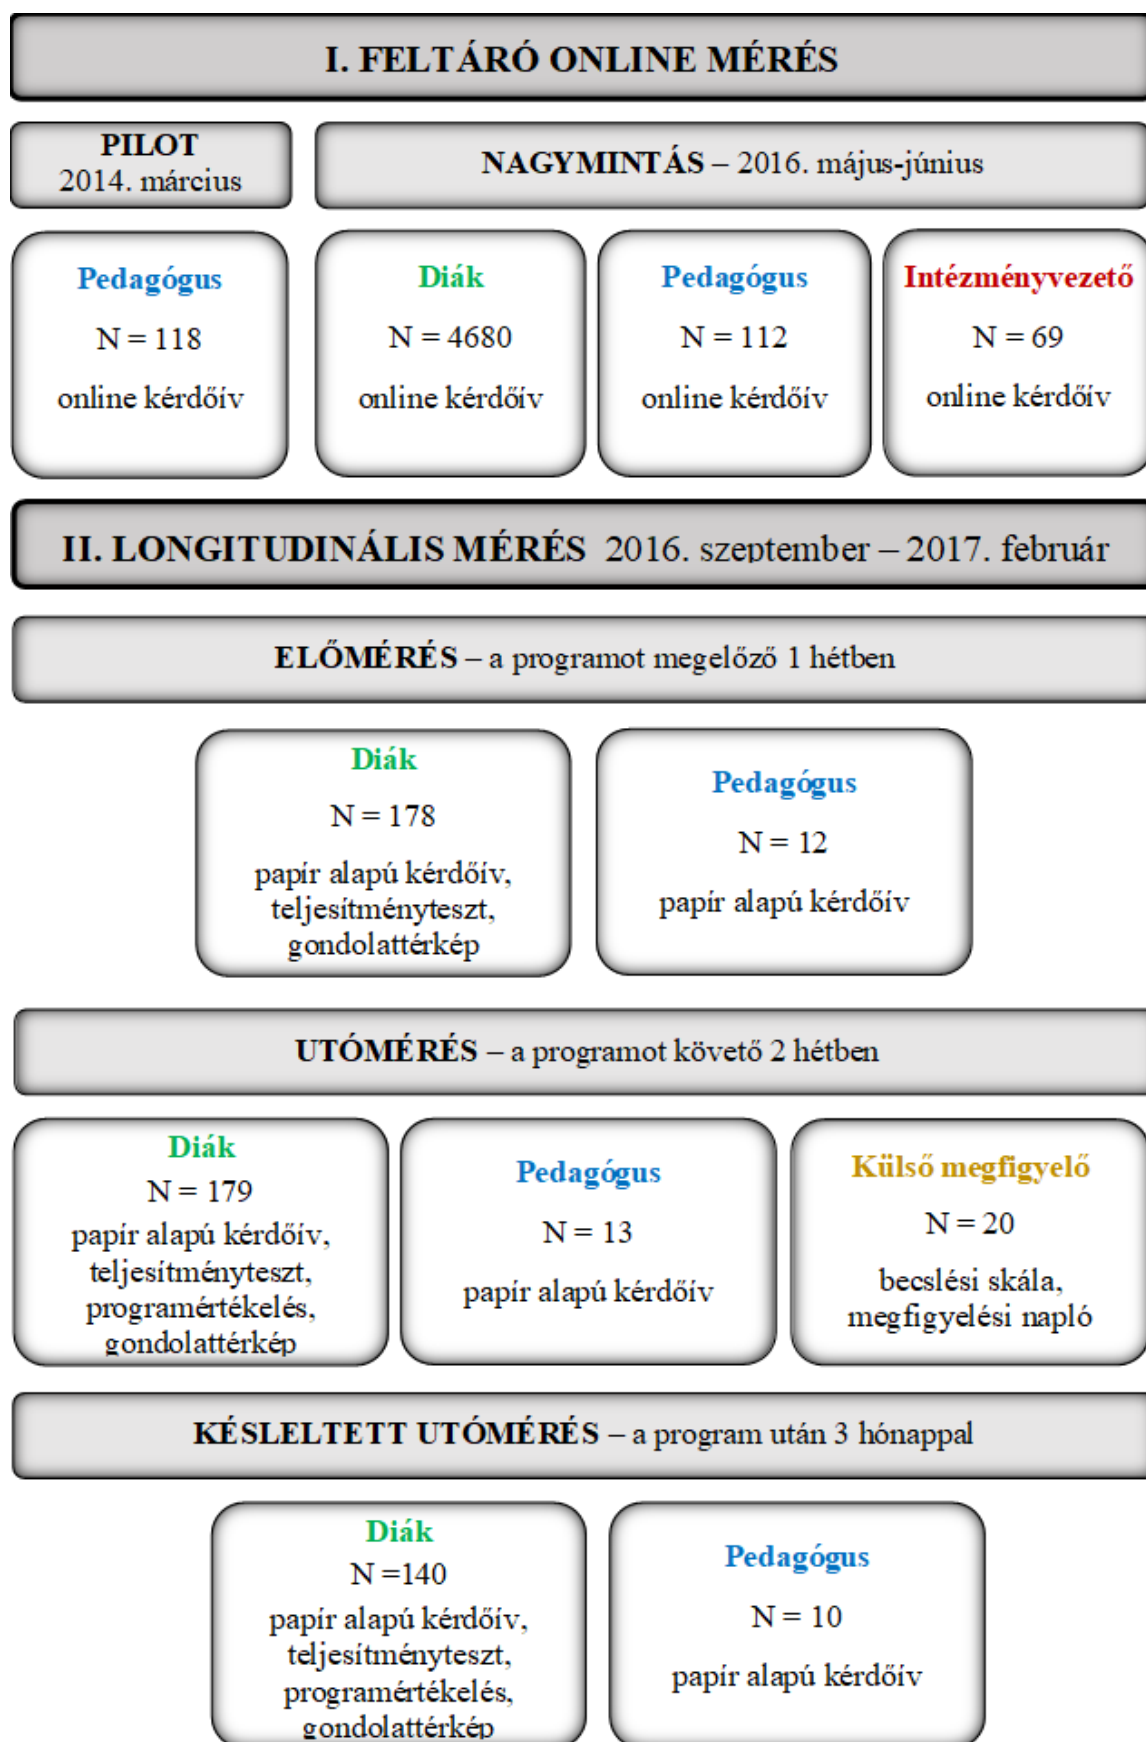 I. FELTÁRÓ ONLINE MÉRÉS
PILOT
2014. március
NAGYMINTÁS – 2016. május-június
Pedagógus
N = 118
online kérdőív
Diák
N = 4680
online kérdőív
Pedagógus
N = 112
online kérdőív
Intézményvezető
N = 69
online kérdőív
II. LONGITUDINÁLIS MÉRÉS 2016. szeptember – 2017. február
ELŐMÉRÉS – a programot megelőző 1 hétben
Diák
N = 178
papír alapú kérdőív,
teljesítményteszt,
gondolattérkép
Pedagógus
N = 12
papír alapú kérdőív
UTÓMÉRÉS – a programot követő 2 hétben
Diák
N = 179
papír alapú kérdőív,
teljesítményteszt,
programértékelés,
gondolattérkép
Pedagógus
N = 13
papír alapú kérdőív
Külső megfigyelő
N = 20
becslési skála,
megfigyelési napló
KÉSLELTETT UTÓMÉRÉS – a program után 3 hónappal
Diák
N =140
papír alapú kérdőív,
teljesítményteszt,
programértékelés,
gondolattérkép
Pedagógus
N = 10
papír alapú kérdőív